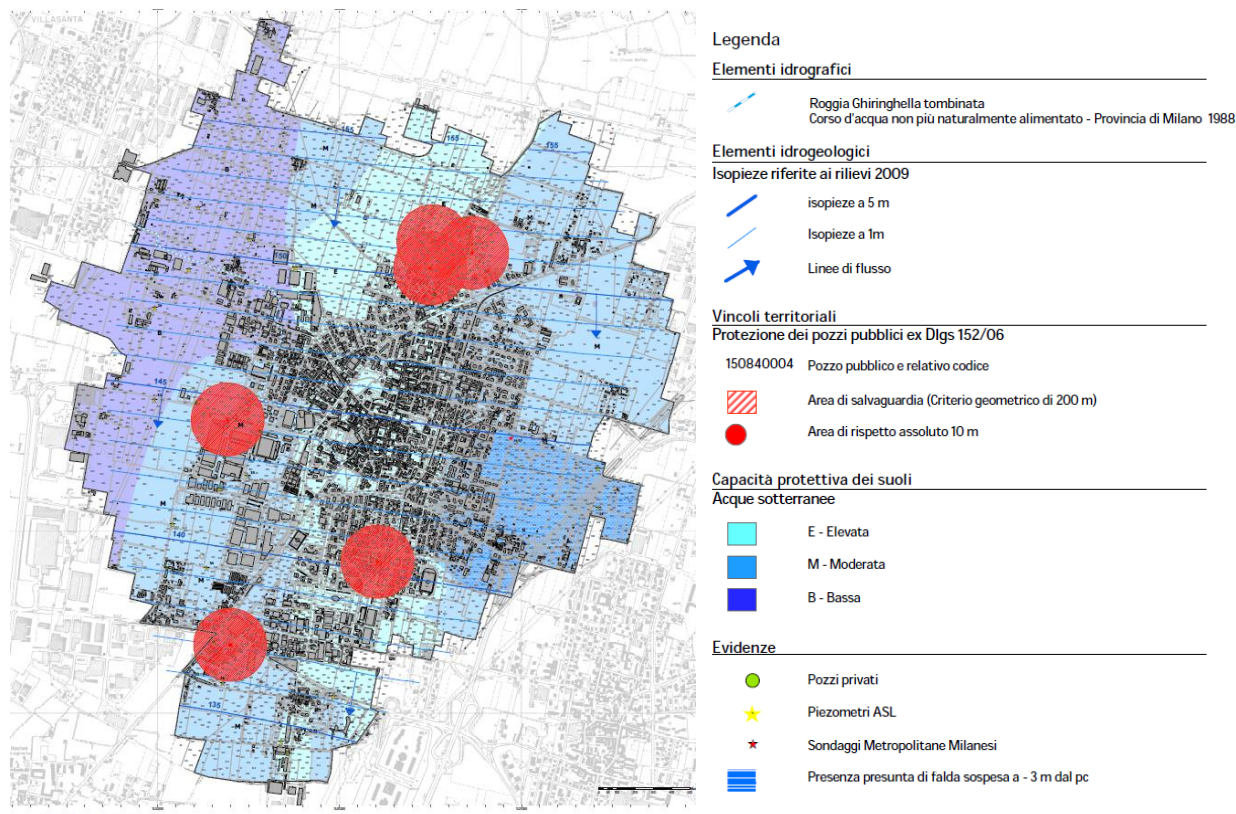 VILLASANTA
155
M
155
155
B
E
M
M
E
B
E
150
E
M
B
145
M
M
140
M
135
M
Legenda
Elementi idrografici
Roggia Ghiringhella tombinata
Corso d'acqua non più naturalmente alimentato - Provincia di Milano 1988
Elementi idrogeologici
Isopieze riferite ai rilievi 2009
isopieze a 5 m
Isopieze a 1m
Linee di flusso
Vincoli territoriali
Protezione dei pozzi pubblici ex Dlgs 152/06
150840004 Pozzo pubblico e relativo codice
Area di salvaguardia (Criterio geometrico di 200 m)
Area di rispetto assoluto 10 m
Capacità protettiva dei suoli
Acque sotterranee
E - Elevata
M - Moderata
B - Bassa
Evidenze
Pozzi privati
Piezometri ASL
Sondaggi Metropolitane Milanesi
Presenza presunta di falda sospesa a - 3 m dal pc